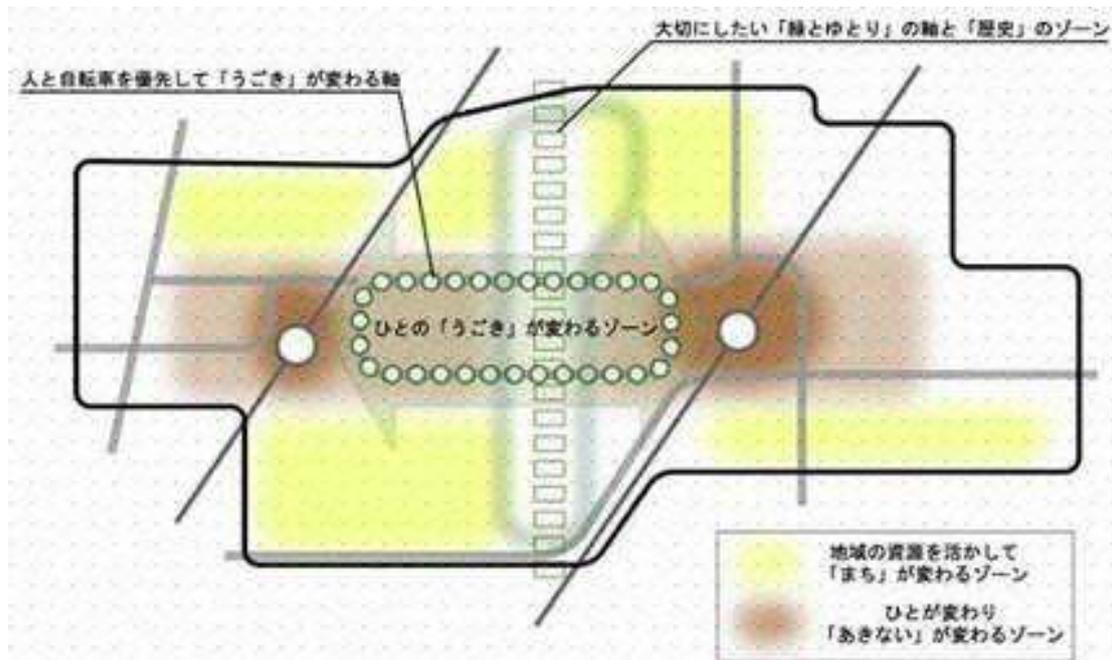 大切にしたい「緑とゆとり」の軸と「歴史」のゾーン
人と自転車を優先して「うごき」が変わる軸
ひとの「うごき」が変わるゾーン
地域の資源を活かして
「まち」が変わるゾーン
ひとが変わり
「あきない」が変わるゾーン